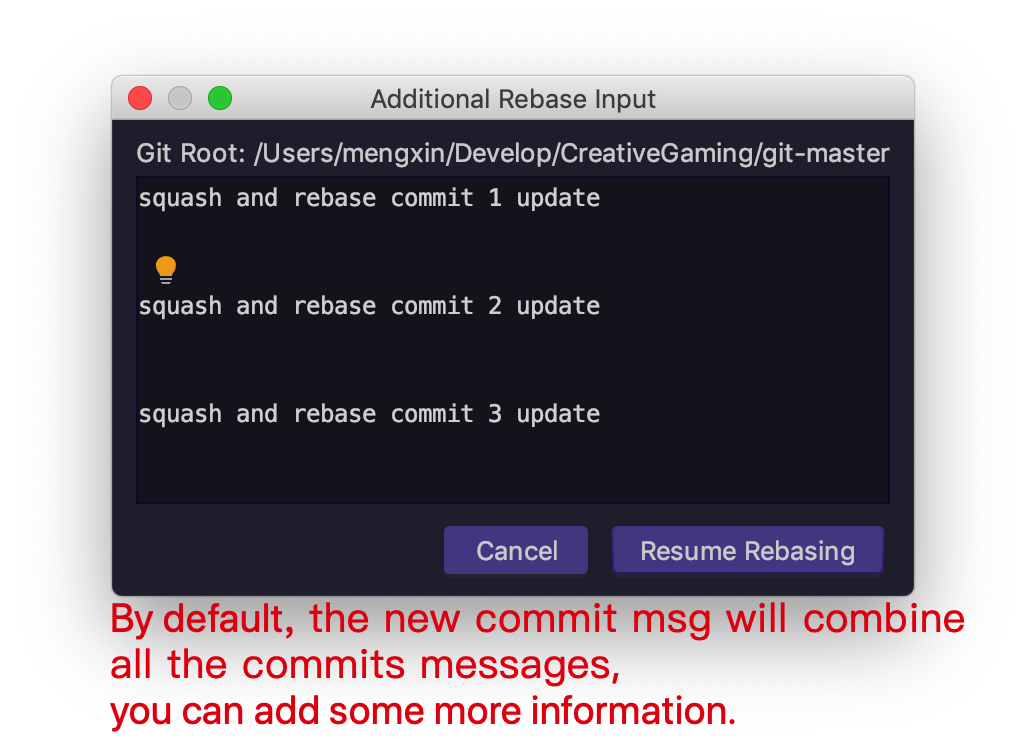 Additional Rebase Input
Git Root: /Users/mengxin/Develop/CreativeGaming/git-master
squash and rebase commit 1 update
squash and rebase commit 2 update
squash and rebase commit 3 update
Cancel
Resume Rebasing
By default, the new commit msg will combine
all the commits messages,
you can add some more information.